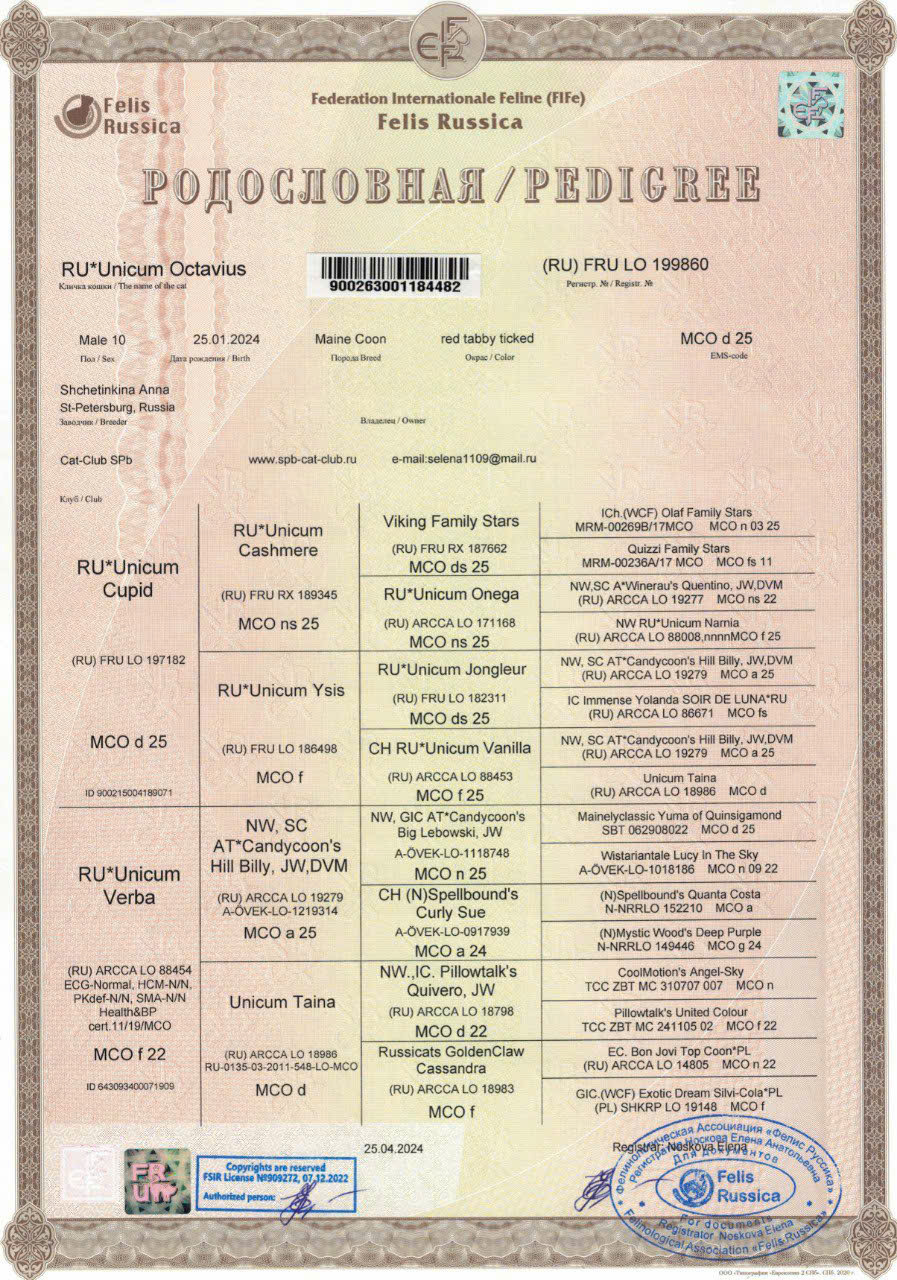 FIFe
Felis
Russica
Federation Internationale Feline (FIFe)
Felis Russica
РОДОСЛОВНАЯ / PEDIGREE
RU*Unicum Octavius
Кличка кошки / The name of the cat
900263001184482
(RU) FRU LO 199860
Регистр. № / Registr. №
Male 10
Пол / Sex
25.01.2024
Дата рождения / Birth
Maine Coon
Порода Breed
red tabby ticked
Окрас / Color
MCO d 25
EMS-code
Shchetinkina Anna
St-Petersburg, Russia
Заводчик / Breeder
Владелец / Owner
Cat-Club SPb
www.spb-cat-club.ru
e-mail:selena1109@mail.ru
Клуб / Club
RU*Unicum
Cupid
(RU) FRU LO 197182
MCO d 25
ID 900215004189071
RU*Unicum
Verba
(RU) ARCCA LO 88454
ECG-Normal, HCM-N/N,
PKdef-N/N, SMA-N/N
Health&BP
cert.11/19/MCO
MCO f 22
ID 643093400071909
RU*Unicum
Cashmere
(RU) FRU RX 189345
MCO ns 25
RU*Unicum Ysis
(RU) FRU LO 186498
MCO f
NW, SC
AT*Candycoon's
Hill Billy, JW,DVM
(RU) ARCCA LO 19279
A-ÖVEK-LO-1219314
MCO a 25
Unicum Taina
(RU) ARCCA LO 18986
RU-0135-03-2011-548-LO-MCO
MCO d
Viking Family Stars
(RU) FRU RX 187662
MCO ds 25
RU*Unicum Onega
(RU) ARCCA LO 171168
MCO ns 25
RU*Unicum Jongleur
(RU) FRU LO 182311
MCO ds 25
CH RU*Unicum Vanilla
(RU) ARCCA LO 88453
MCO f 25
NW, GIC AT*Candycoon's
Big Lebowski, JW
A-ÖVEK-LO-1118748
MCO n 25
CH (N)Spellbound's
Curly Sue
A-ÖVEK-LO-0917939
MCO a 24
NW.,IC. Pillowtalk's
Quivero, JW
(RU) ARCCA LO 18798
MCO d 22
Russicats GoldenClaw
Cassandra
(RU) ARCCA LO 18983
MCO f
ICh.(WCF) Olaf Family Stars
MRM-00269B/17MCO MCO n 03 25
Quizzi Family Stars
MRM-00236A/17 MCO MCO fs 11
NW,SC A*Winerau's Quentino, JW,DVM
(RU) ARCCA LO 19277 MCO ns 22
NW RU*Unicum Narnia
(RU) ARCCA LO 88008,nnnnMCO f 25
NW, SC AT*Candycoon's Hill Billy, JW,DVM
(RU) ARCCA LO 19279 MCO a 25
IC Immense Yolanda SOIR DE LUNA*RU
(RU) ARCCA LO 86671 MCO fs
NW, SC AT*Candycoon's Hill Billy, JW,DVM
(RU) ARCCA LO 19279 MCO a 25
Unicum Taina
(RU) ARCCA LO 18986 MCO d
Mainelyclassic Yuma of Quinsigamond
SBT 062908022 MCO d 25
Wistariantale Lucy In The Sky
A-ÖVEK-LO-1018186 MCO n 09 22
(N)Spellbound's Quanta Costa
N-NRRLO 152210 MCO a
(N)Mystic Wood's Deep Purple
N-NRRLO 149446 MCO g 24
CoolMotion's Angel-Sky
TCC ZBT MC 310707 007 MCO n
Pillowtalk's United Colour
TCC ZBT MC 241105 02 MCO f 22
EC. Bon Jovi Top Coon*PL
(RU) ARCCA LO 14805 MCO n 22
GIC.(WCF) Exotic Dream Silvi-Cola*PL
(PL) SHKRP LO 19148 MCO f
25.04.2024
Registrar: Noskova Elena
FRU
Copyrights are reserved
FSIR License №909272, 07.12.2022
Authorized person:
Фелинологическая Ассоциация «Фелис Руссика»
Регистратор Носкова Елена Анатольевна
Для документов
Felis
Russica
For documents
Registrator Noskova Elena
Felinological Association «Felis Russica»
ООО «Типография «Евроколия 2 СПб». СПб. 2020 г